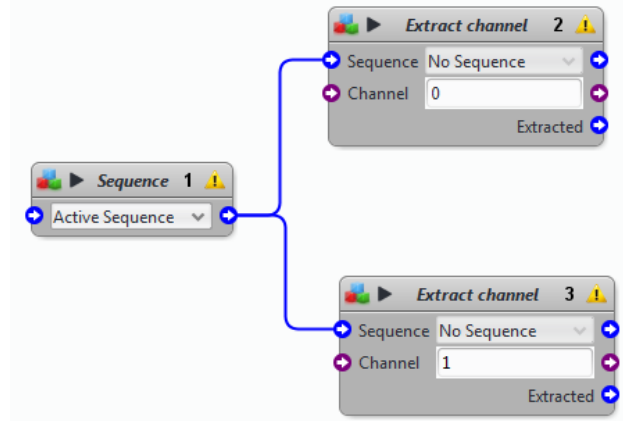 Extract channel 2
Sequence No Sequence
Channel 0
Extracted
Sequence 1
Active Sequence
Extract channel 3
Sequence No Sequence
Channel 1
Extracted